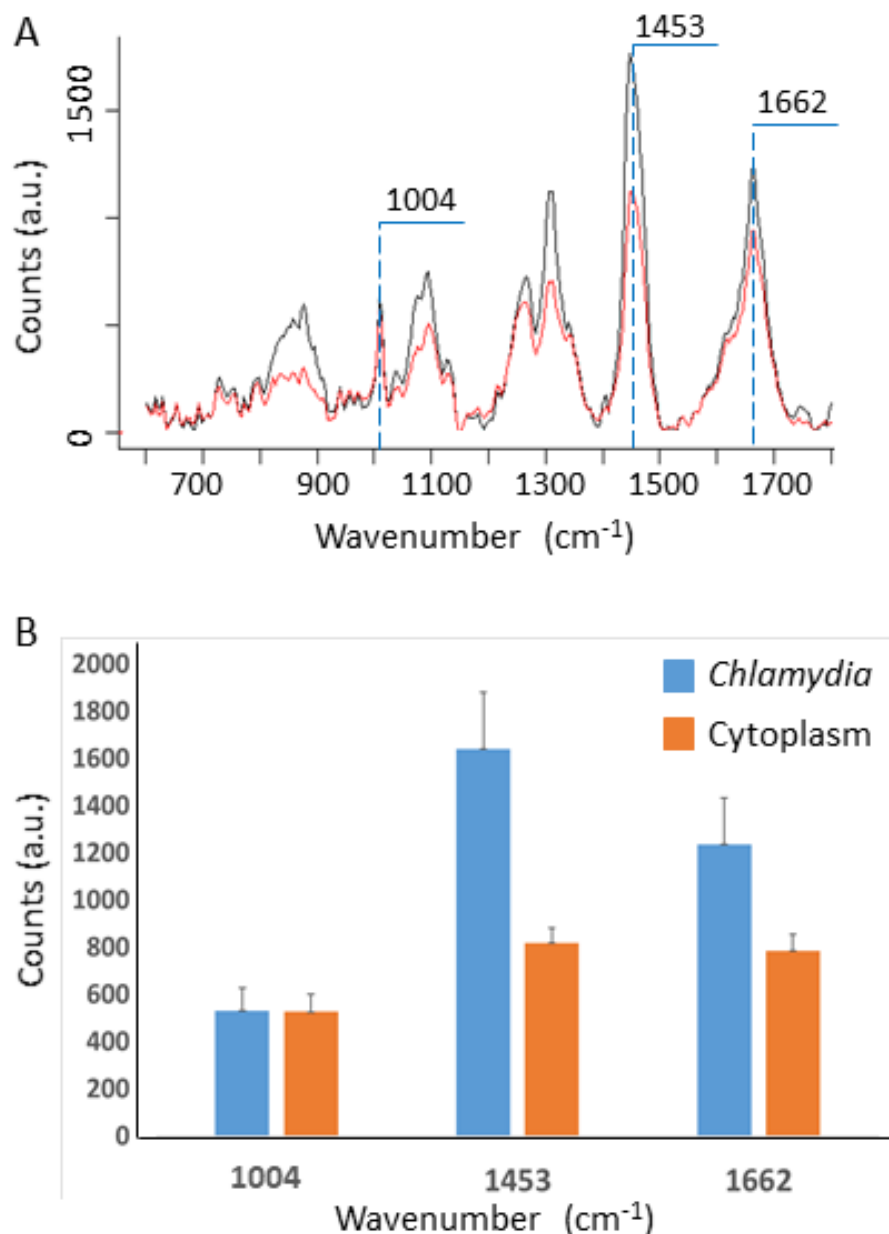 A
1453
1662
1004
1500
0
Counts (a.u.)
700 900 1100 1300 1500 1700
Wavenumber (cm⁻¹)
B
2000
1800
1600
1400
1200
1000
800
600
400
200
0
Counts (a.u.)
Chlamydia
Cytoplasm
1004 1453 1662
Wavenumber (cm⁻¹)